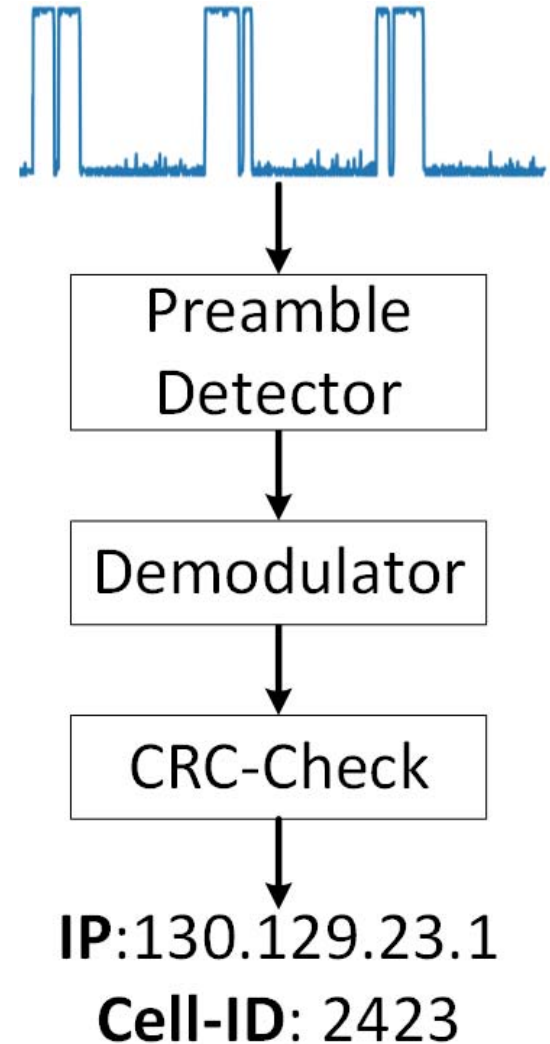 Preamble
Detector
Demodulator
CRC-Check
IP:130.129.23.1
Cell-ID: 2423